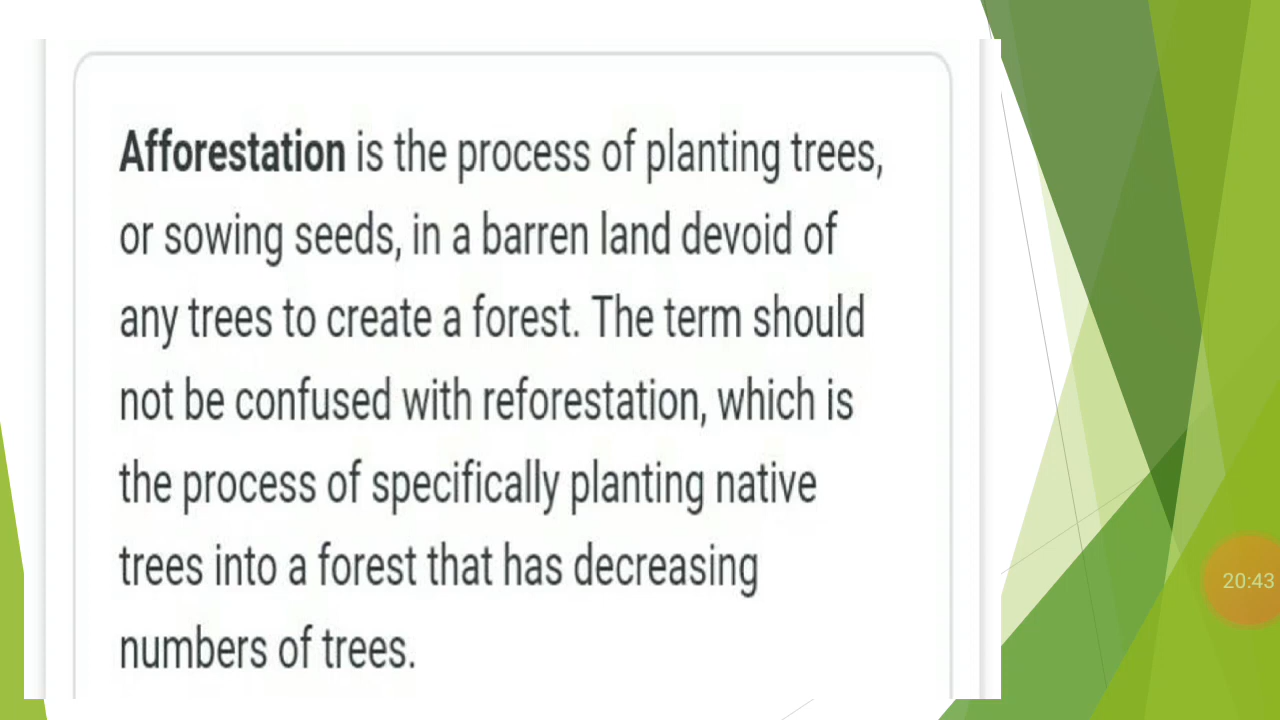 Afforestation is the process of planting trees,
or sowing seeds, in a barren land devoid of
any trees to create a forest. The term should
not be confused with reforestation, which is
the process of specifically planting native
trees into a forest that has decreasing
numbers of trees.
20:43